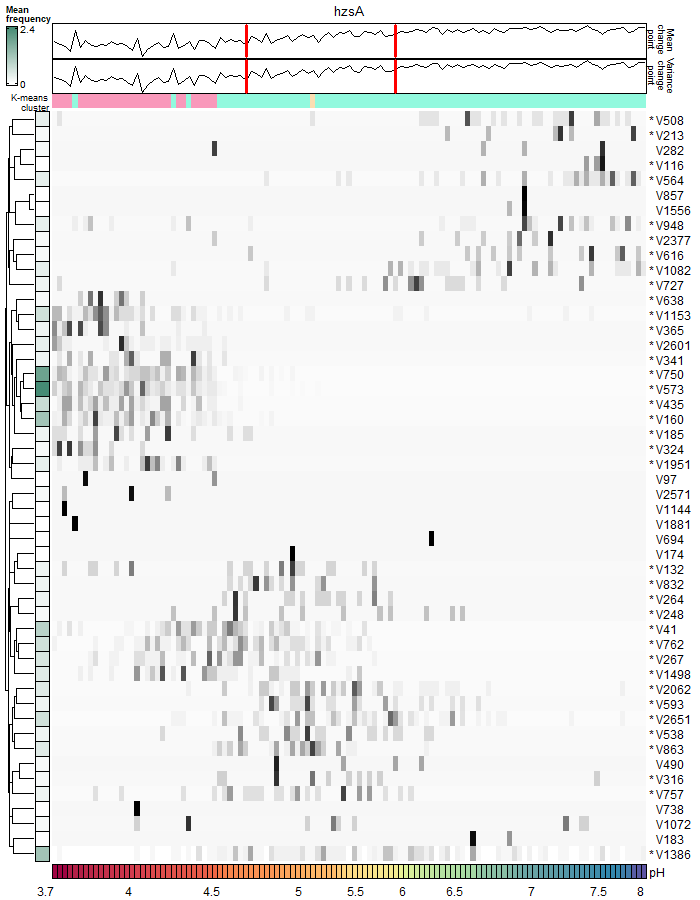 hzsA
Mean
frequency
2.4
0
Mean
change
point
Variance
change
point
K-means
cluster
* V508
* V213
V282
* V116
* V564
V857
V1556
* V948
* V2377
* V616
* V1082
* V727
* V638
* V1153
* V365
* V2601
* V341
* V750
* V573
* V435
* V160
* V185
* V324
* V1951
V97
V2571
V1144
V1881
V694
V174
* V132
* V832
* V264
* V248
* V41
* V762
* V267
* V1498
* V2062
* V593
* V2651
* V538
* V863
V490
* V316
* V757
V738
V1072
V183
* V1386
pH
3.7 4 4.5 5 5.5 6 6.5 7 7.5 8